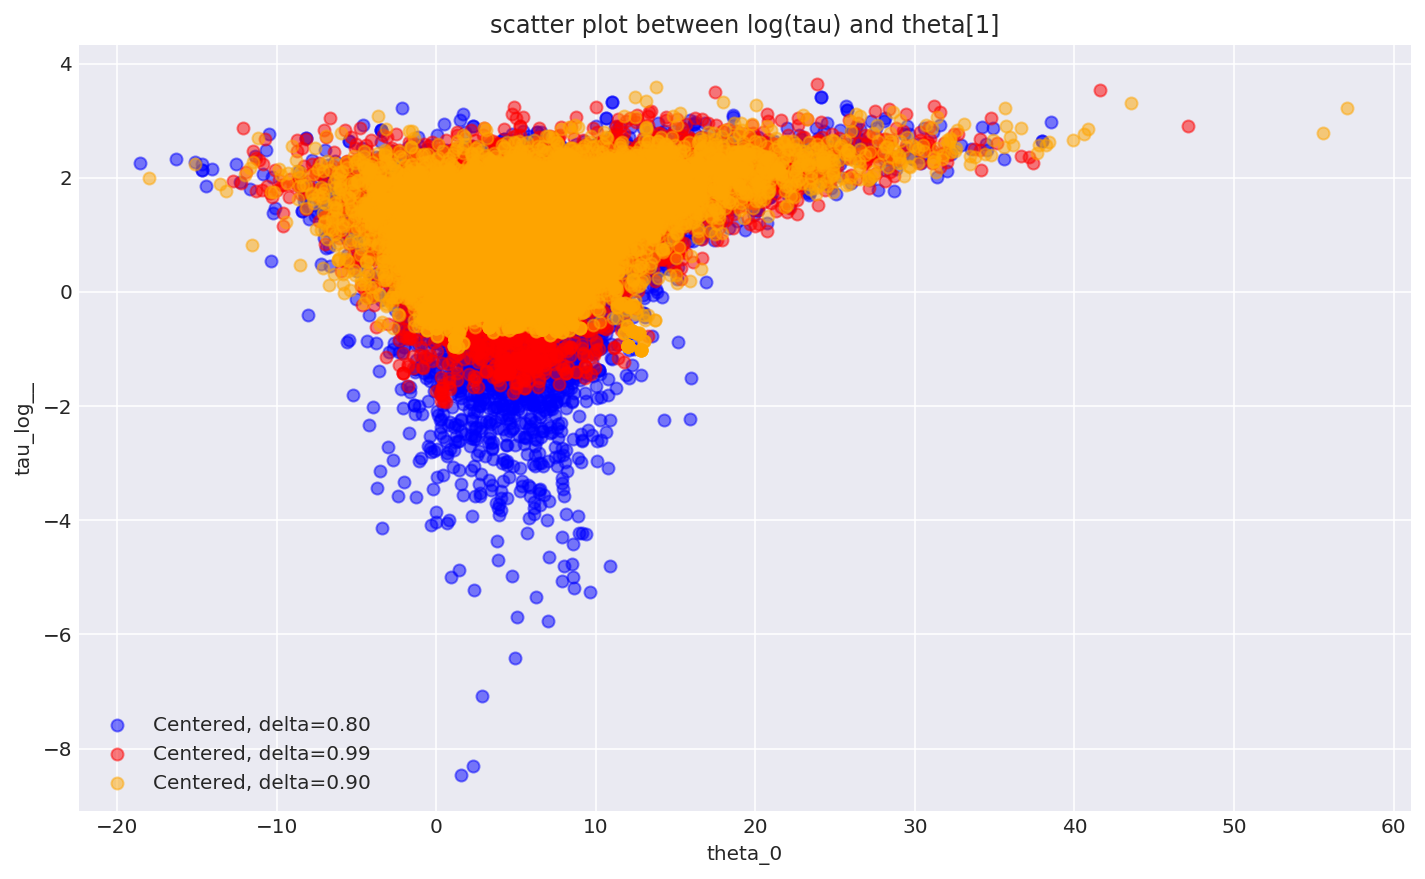 scatter plot between log(tau) and theta[1]
4
2
0
−2
−4
−6
−8
tau_log__
Centered, delta=0.80
Centered, delta=0.99
Centered, delta=0.90
−20 −10 0 10 20 30 40 50 60
theta_0